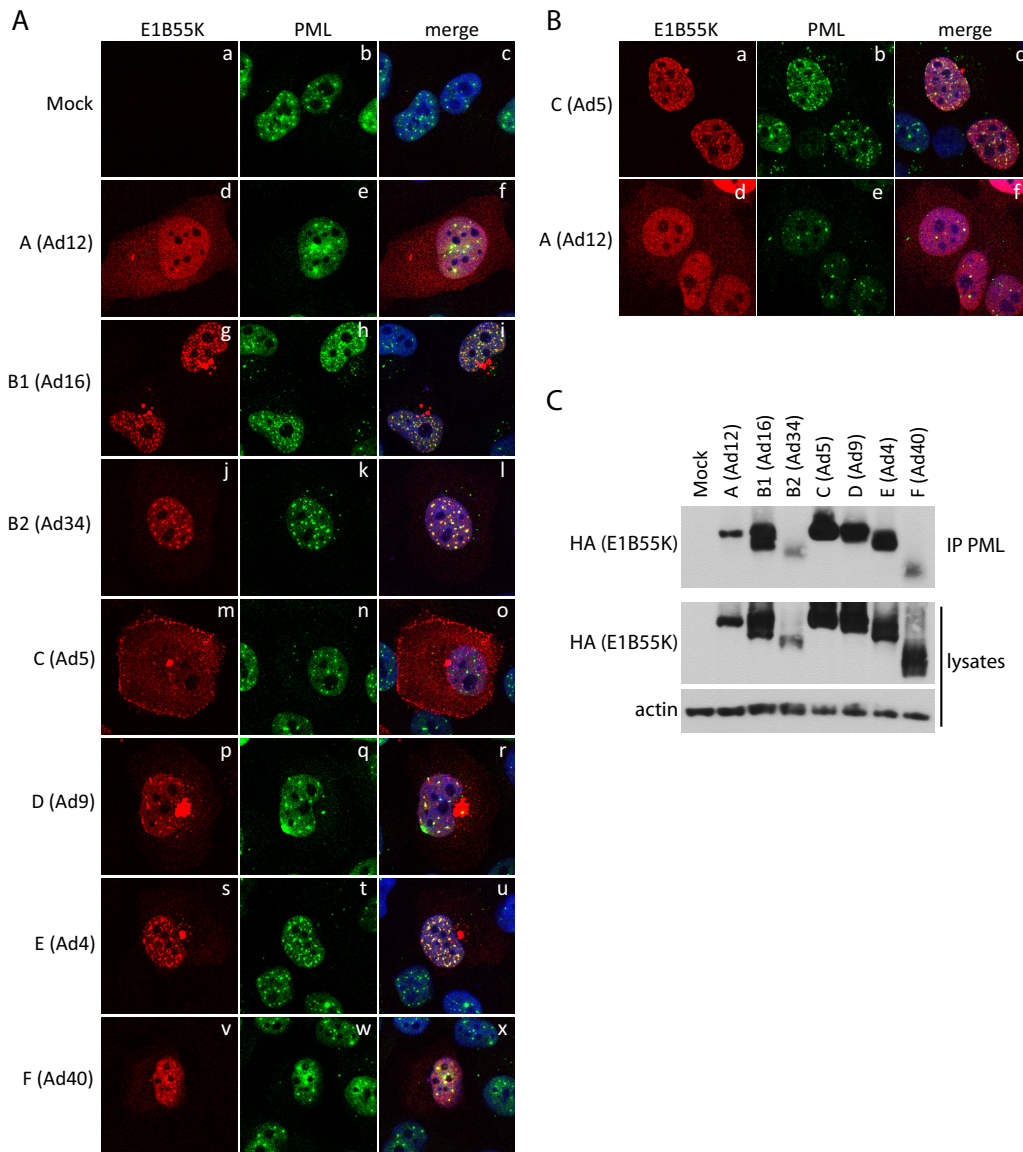 A
E1B55K PML merge
Mock
a b c
A (Ad12)
d e f
B1 (Ad16)
g h i
B2 (Ad34)
j k l
C (Ad5)
m n o
D (Ad9)
p q r
E (Ad4)
s t u
F (Ad40)
v w x
B
E1B55K PML merge
C (Ad5)
a b c
A (Ad12)
d e f
C
Mock
A (Ad12)
B1 (Ad16)
B2 (Ad34)
C (Ad5)
D (Ad9)
E (Ad4)
F (Ad40)
HA (E1B55K) IP PML
HA (E1B55K)
lysates
actin